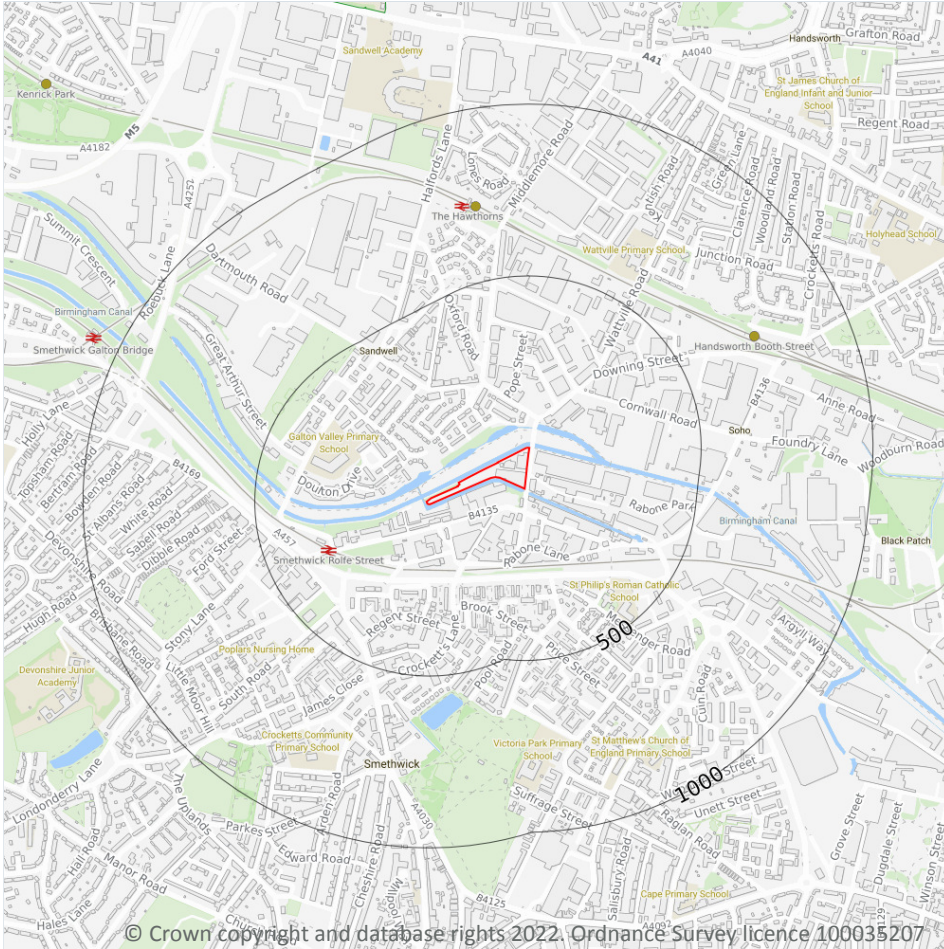 Handsworth
Grafton Road
A4040
A41
Sandwell Academy
St James Church of
England Infant and Junior
School
Kenrick Park
Regent Road
M5
A4182
Halfords Lane
Lones Road
Middlemore Road
Kentish Road
Green Lane
Clarence Road
Woodland Road
Station Road
Crocketts Road
A4252
The Hawthorns
Holyhead School
Wattville Primary School
Junction Road
Summit Crescent
Roebuck Lane
Dartmouth Road
Birmingham Canal
Oxford Road
Wattville Road
Smethwick Galton Bridge
Great Arthur Street
Sandwell
Pope Street
Handsworth Booth Street
Downing Street
B4136
Cornwall Road
Anne Road
Holly Lane
Topsham Road
Bertram Road
Bowden Road
B4169
Galton Valley Primary
School
Soho
Foundry Lane
Woodburn Road
St Albans Road
White Road
Sabell Road
Dibble Road
Ford Street
Doulton Drive
Rabone Park
B4135
Birmingham Canal
A457
Devonshire Road
Smethwick Rolfe Street
Rabone Lane
Black Patch
St Philip's Roman Catholic
School
Hugh Road
Brisbane Road
Stony Lane
Regent Street
Brook Street
Crocketts Lane
500
Messenger Road
Argyll Way
Poplars Nursing Home
Pool Road
Price Street
Devonshire Junior
Academy
Little Moor Hill
South Road
James Close
Cuin Road
Crocketts Community
Primary School
Victoria Park Primary
School
St Matthew's Church of
England Primary School
Smethwick
1000
Londonderry Lane
The Uplands
Arden Road
Suffrage Street
Unett Street
Parkes Street
A4030
Raglan Road
Grove Street
Dugdale Street
Winson Street
Hall Road
Manor Road
Edward Road
Cheshire Road
Salisbury Road
Cape Primary School
Hales Lane
B4125
A4129
© Crown copyright and database rights 2022. Ordnance Survey licence 100035207